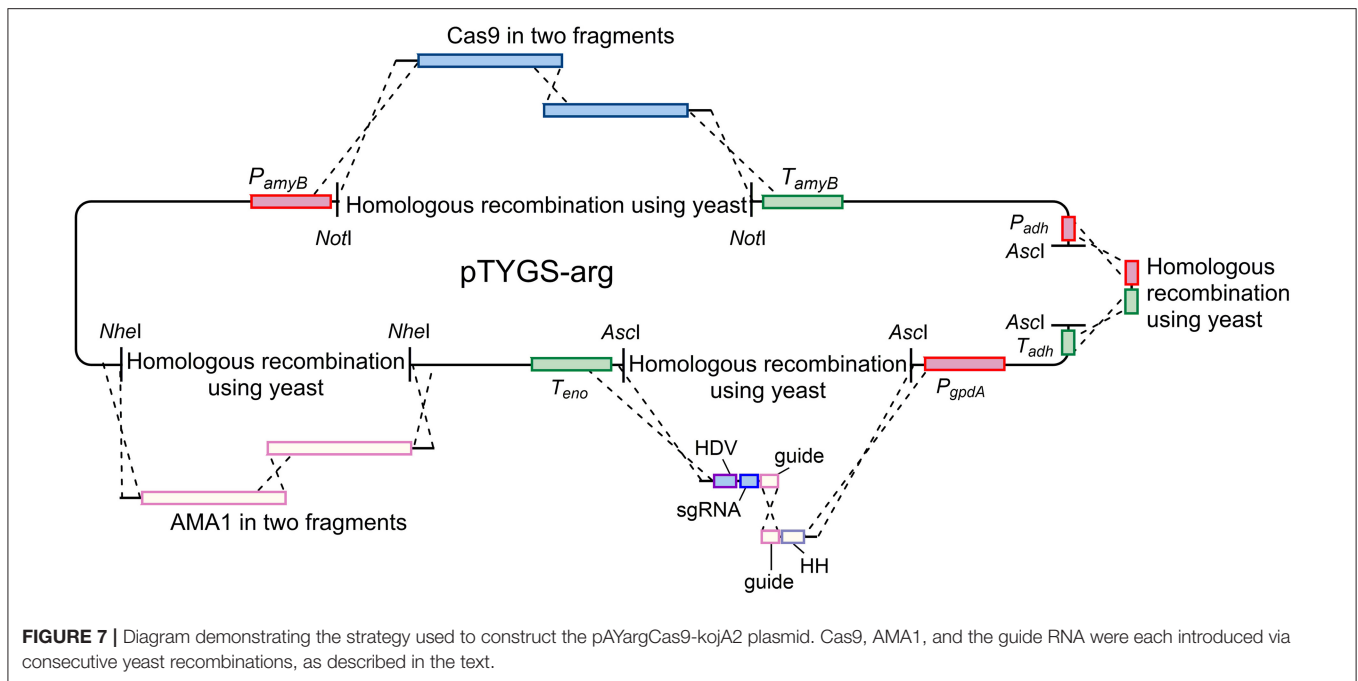 Cas9 in two fragments
PamyB
TamyB
Homologous recombination using yeast
NotI
NotI
Padh
AscI
pTYGS-arg
Homologous
recombination
using yeast
AscI
Tadh
NheI
NheI
AscI
AscI
Homologous recombination
using yeast
Homologous recombination
using yeast
Teno
PgpdA
HDV
guide
sgRNA
AMA1 in two fragments
HH
guide
FIGURE 7 | Diagram demonstrating the strategy used to construct the pAYargCas9-kojA2 plasmid. Cas9, AMA1, and the guide RNA were each introduced via
consecutive yeast recombinations, as described in the text.